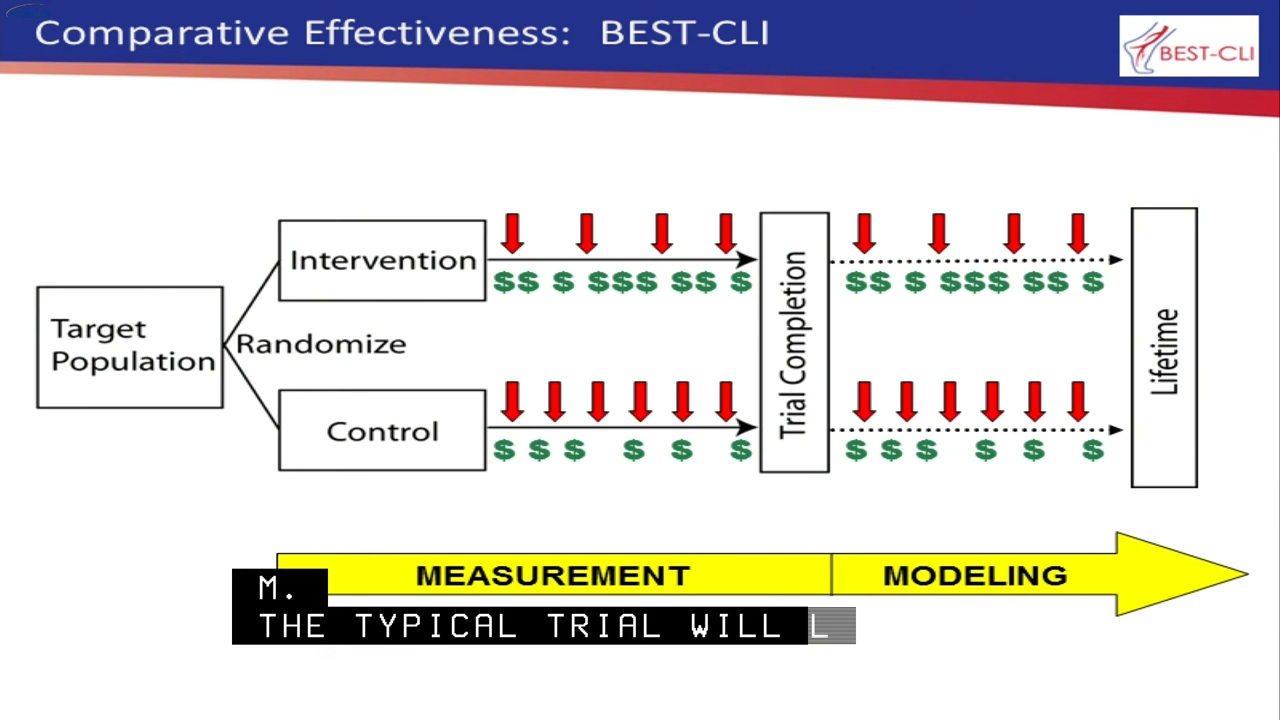 Comparative Effectiveness: BEST-CLI
BEST-CLI
Intervention
$$ $ $$$ $$ $
$$ $ $$$ $$ $
Target
Population
Randomize
Trial Completion
Lifetime
Control
$ $ $ $ $ $
$ $ $ $ $ $
MEASUREMENT
MODELING
M.
THE TYPICAL TRIAL WILL L